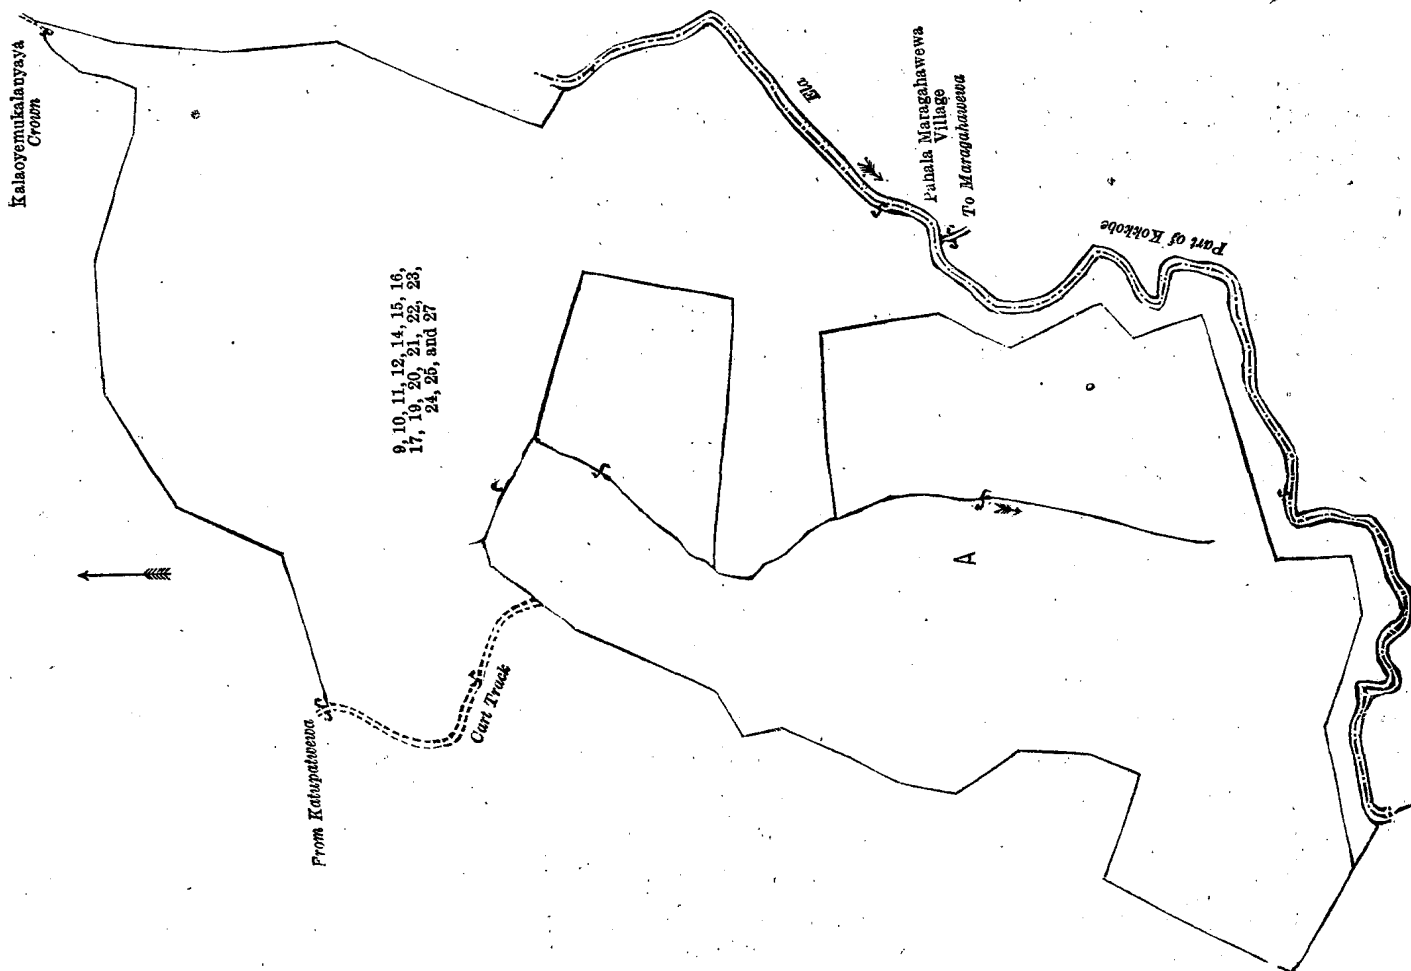 Kalaoyemukalanyaya
Crown
Ela
Pahala Maragahawewa
Village
To Maragahawewa
Part of Kokkobe
9, 10, 11, 12, 14, 15, 16,
17, 19, 20, 21, 22, 23,
24, 25, and 27
A
Cart Track
From Katupatwewa